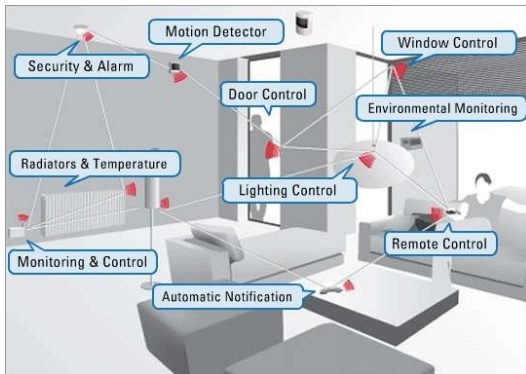 Motion Detector
Window Control
Security & Alarm
Door Control
Environmental Monitoring
Radiators & Temperature
Lighting Control
Remote Control
Monitoring & Control
Automatic Notification